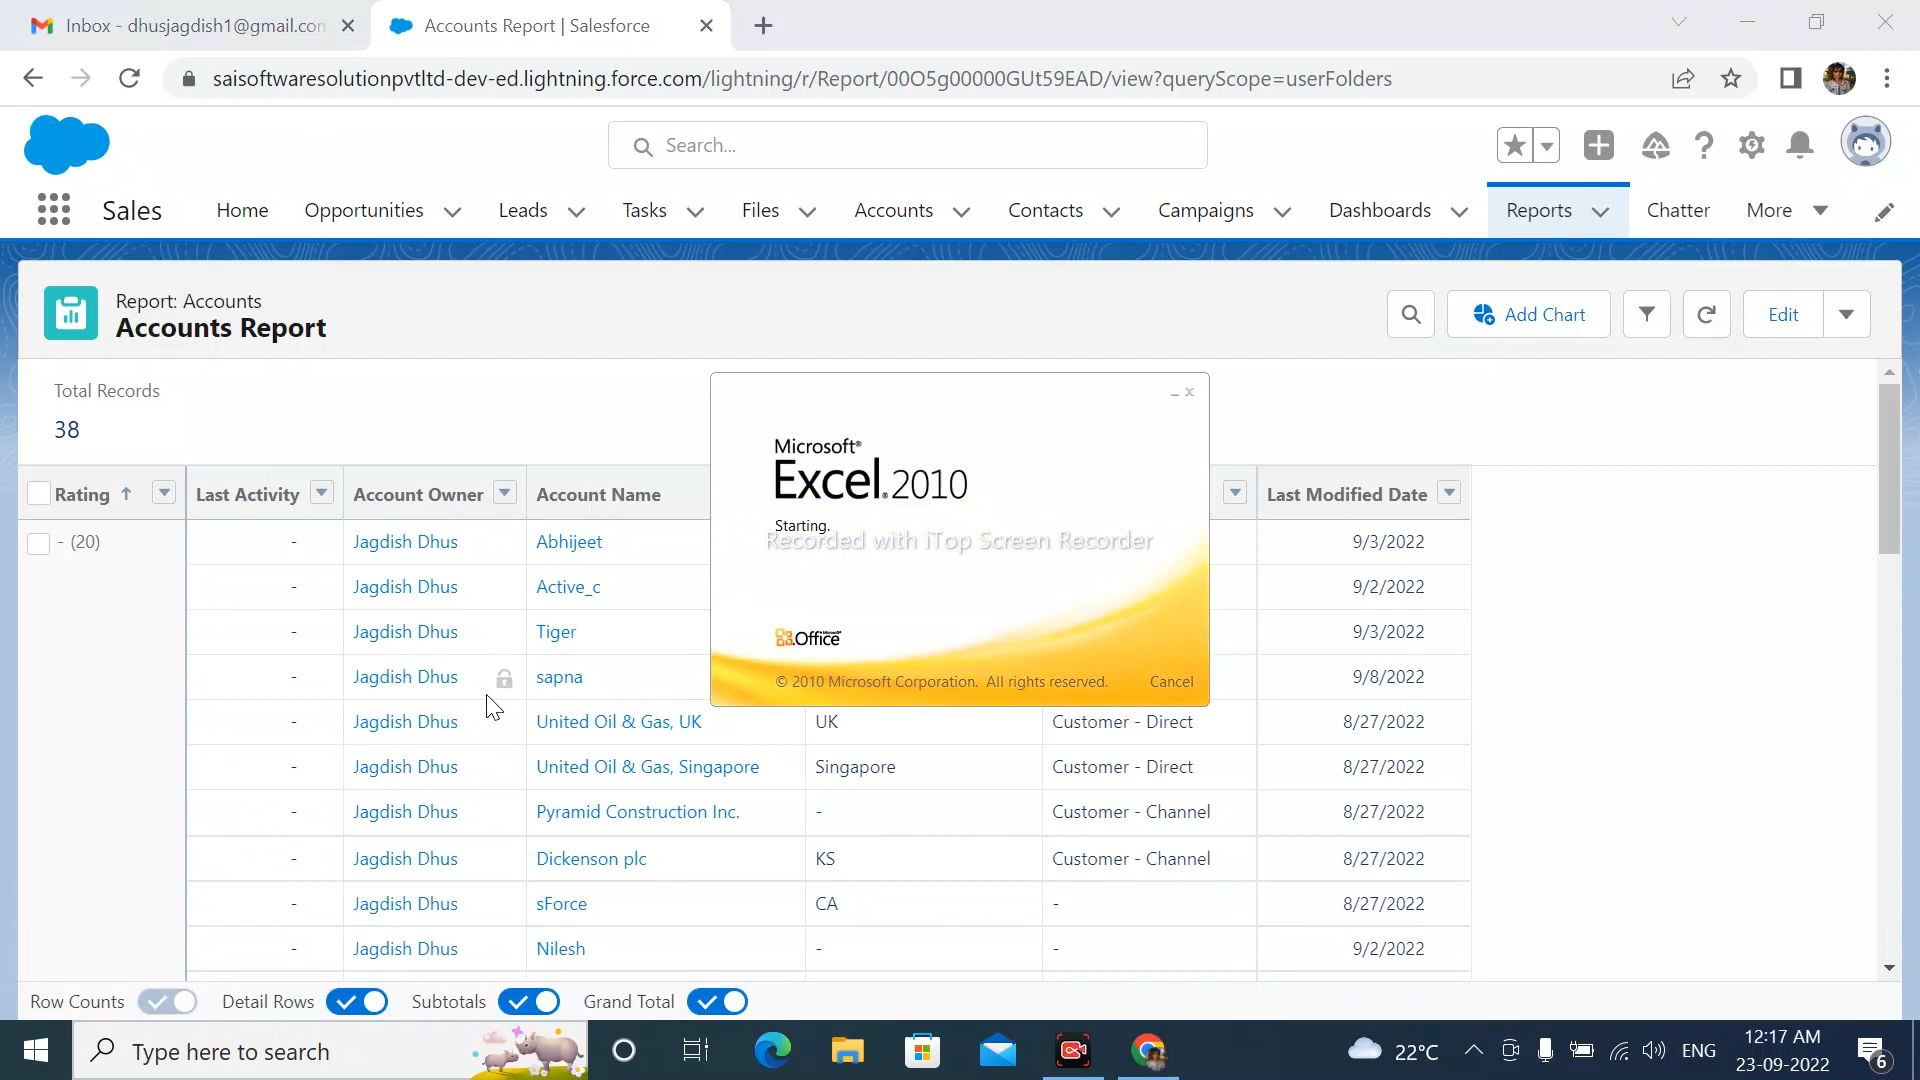 Inbox - dhusjagdish1@gmail.con
Accounts Report | Salesforce
saisoftwaresolutionpvtltd-dev-ed.lightning.force.com/lightning/r/Report/00O5g00000GUt59EAD/view?queryScope=userFolders
Search...
Sales Home Opportunities Leads Tasks Files Accounts Contacts Campaigns Dashboards Reports Chatter More
Report: Accounts
Accounts Report
Add Chart
Edit
Total Records
38
Rating Last Activity Account Owner Account Name Last Modified Date
- (20) - Jagdish Dhus Abhijeet 9/3/2022
- Jagdish Dhus Active_c 9/2/2022
- Jagdish Dhus Tiger 9/3/2022
- Jagdish Dhus sapna 9/8/2022
- Jagdish Dhus United Oil & Gas, UK UK Customer - Direct 8/27/2022
- Jagdish Dhus United Oil & Gas, Singapore Singapore Customer - Direct 8/27/2022
- Jagdish Dhus Pyramid Construction Inc. - Customer - Channel 8/27/2022
- Jagdish Dhus Dickenson plc KS Customer - Channel 8/27/2022
- Jagdish Dhus sForce CA - 8/27/2022
- Jagdish Dhus Nilesh - - 9/2/2022
Microsoft®
Excel® 2010
Starting.
Recorded with iTop Screen Recorder
Microsoft®
Office
© 2010 Microsoft Corporation. All rights reserved.
Cancel
Row Counts Detail Rows Subtotals Grand Total
Type here to search
22°C
ENG
12:17 AM
23-09-2022
6